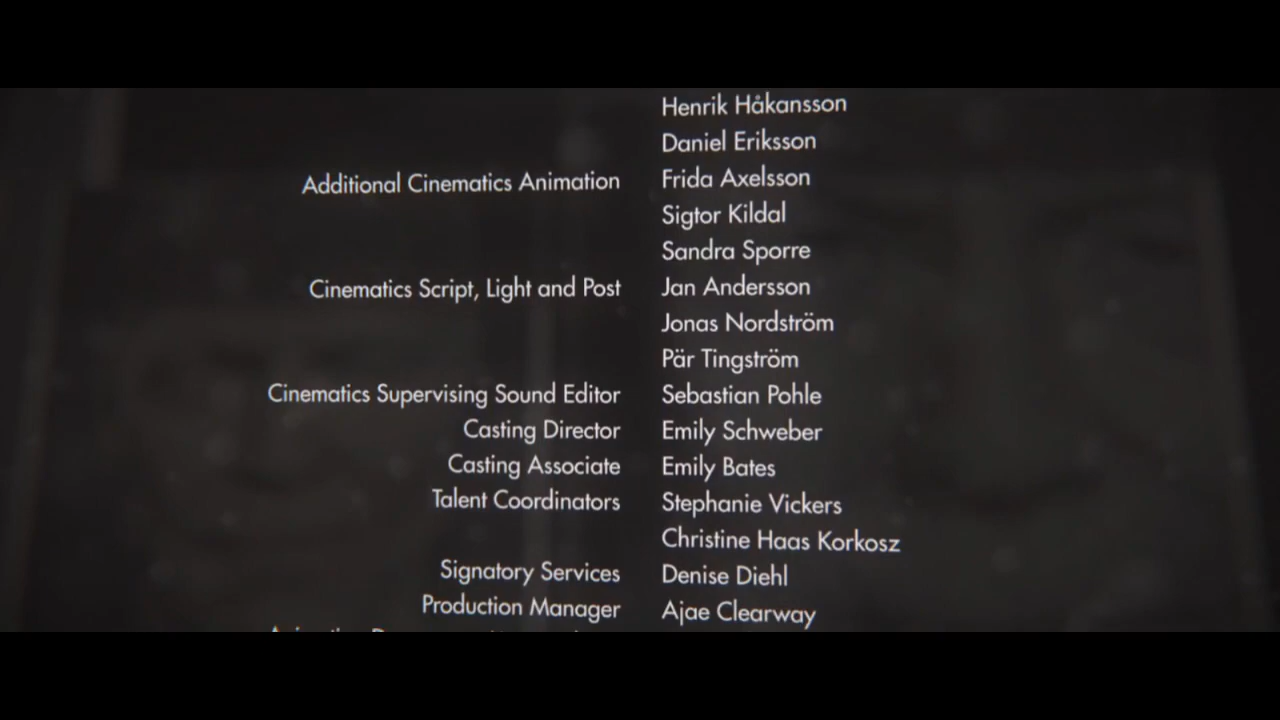 Henrik Håkansson
Daniel Eriksson
Additional Cinematics Animation Frida Axelsson
Sigtor Kildal
Sandra Sporre
Cinematics Script, Light and Post Jan Andersson
Jonas Nordström
Pär Tingström
Cinematics Supervising Sound Editor Sebastian Pohle
Casting Director Emily Schweber
Casting Associate Emily Bates
Talent Coordinators Stephanie Vickers
Christine Haas Korkosz
Signatory Services Denise Diehl
Production Manager Ajae Clearway